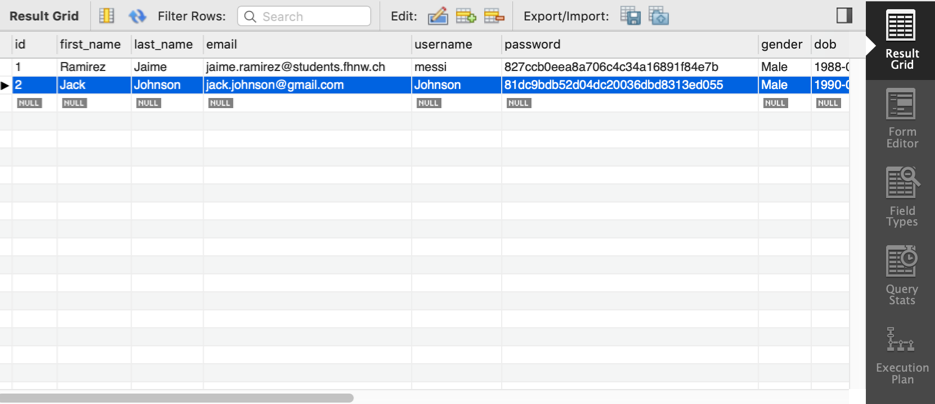 Result Grid Filter Rows: Search Edit: Export/Import:
id first_name last_name email username password gender dob
1 Ramirez Jaime jaime.ramirez@students.fhnw.ch messi 827ccb0eea8a706c4c34a16891f84e7b Male 1988-0
2 Jack Johnson jack.johnson@gmail.com Johnson 81dc9bdb52d04dc20036dbd8313ed055 Male 1990-0
NULL NULL NULL NULL NULL NULL NULL NULL
Result
Grid
Form
Editor
Field
Types
Query
Stats
Execution
Plan